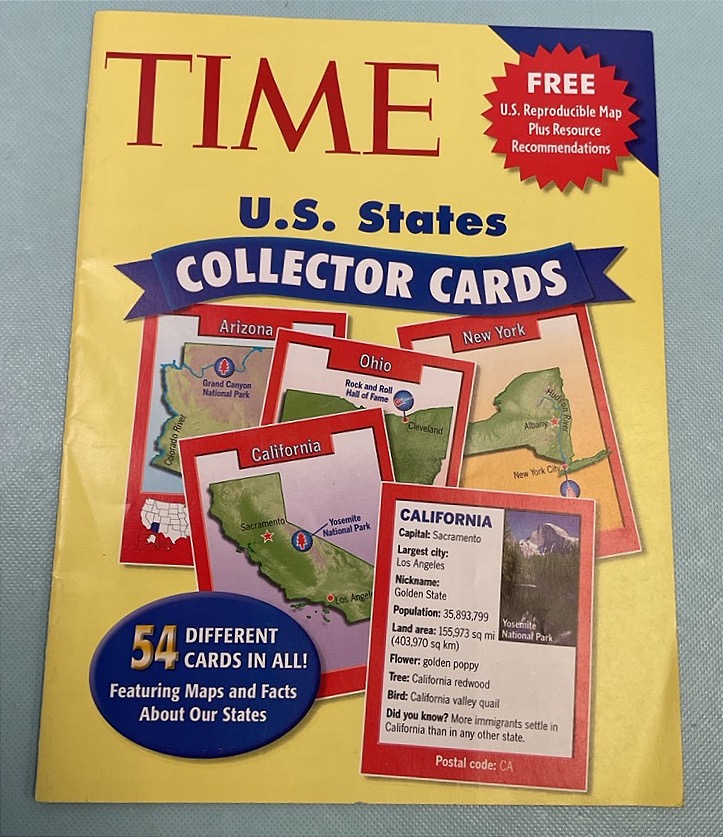 TIME
FREE
U.S. Reproducible Map
Plus Resource
Recommendations
U.S. States
COLLECTOR CARDS
Arizona
Grand Canyon
National Park
Colorado River
Ohio
Rock and Roll
Hall of Fame
Cleveland
New York
Hudson River
Albany
New York City
California
Sacramento
Yosemite
National Park
Los Angel
CALIFORNIA
Capital: Sacramento
Largest city:
Los Angeles
Nickname:
Golden State
Population: 35,893,799
Land area: 155,973 sq mi
(403,970 sq km)
Flower: golden poppy
Tree: California redwood
Bird: California valley quail
Did you know? More immigrants settle in
California than in any other state.
Yosemite
National Park
Postal code: CA
54 DIFFERENT
CARDS IN ALL!
Featuring Maps and Facts
About Our States